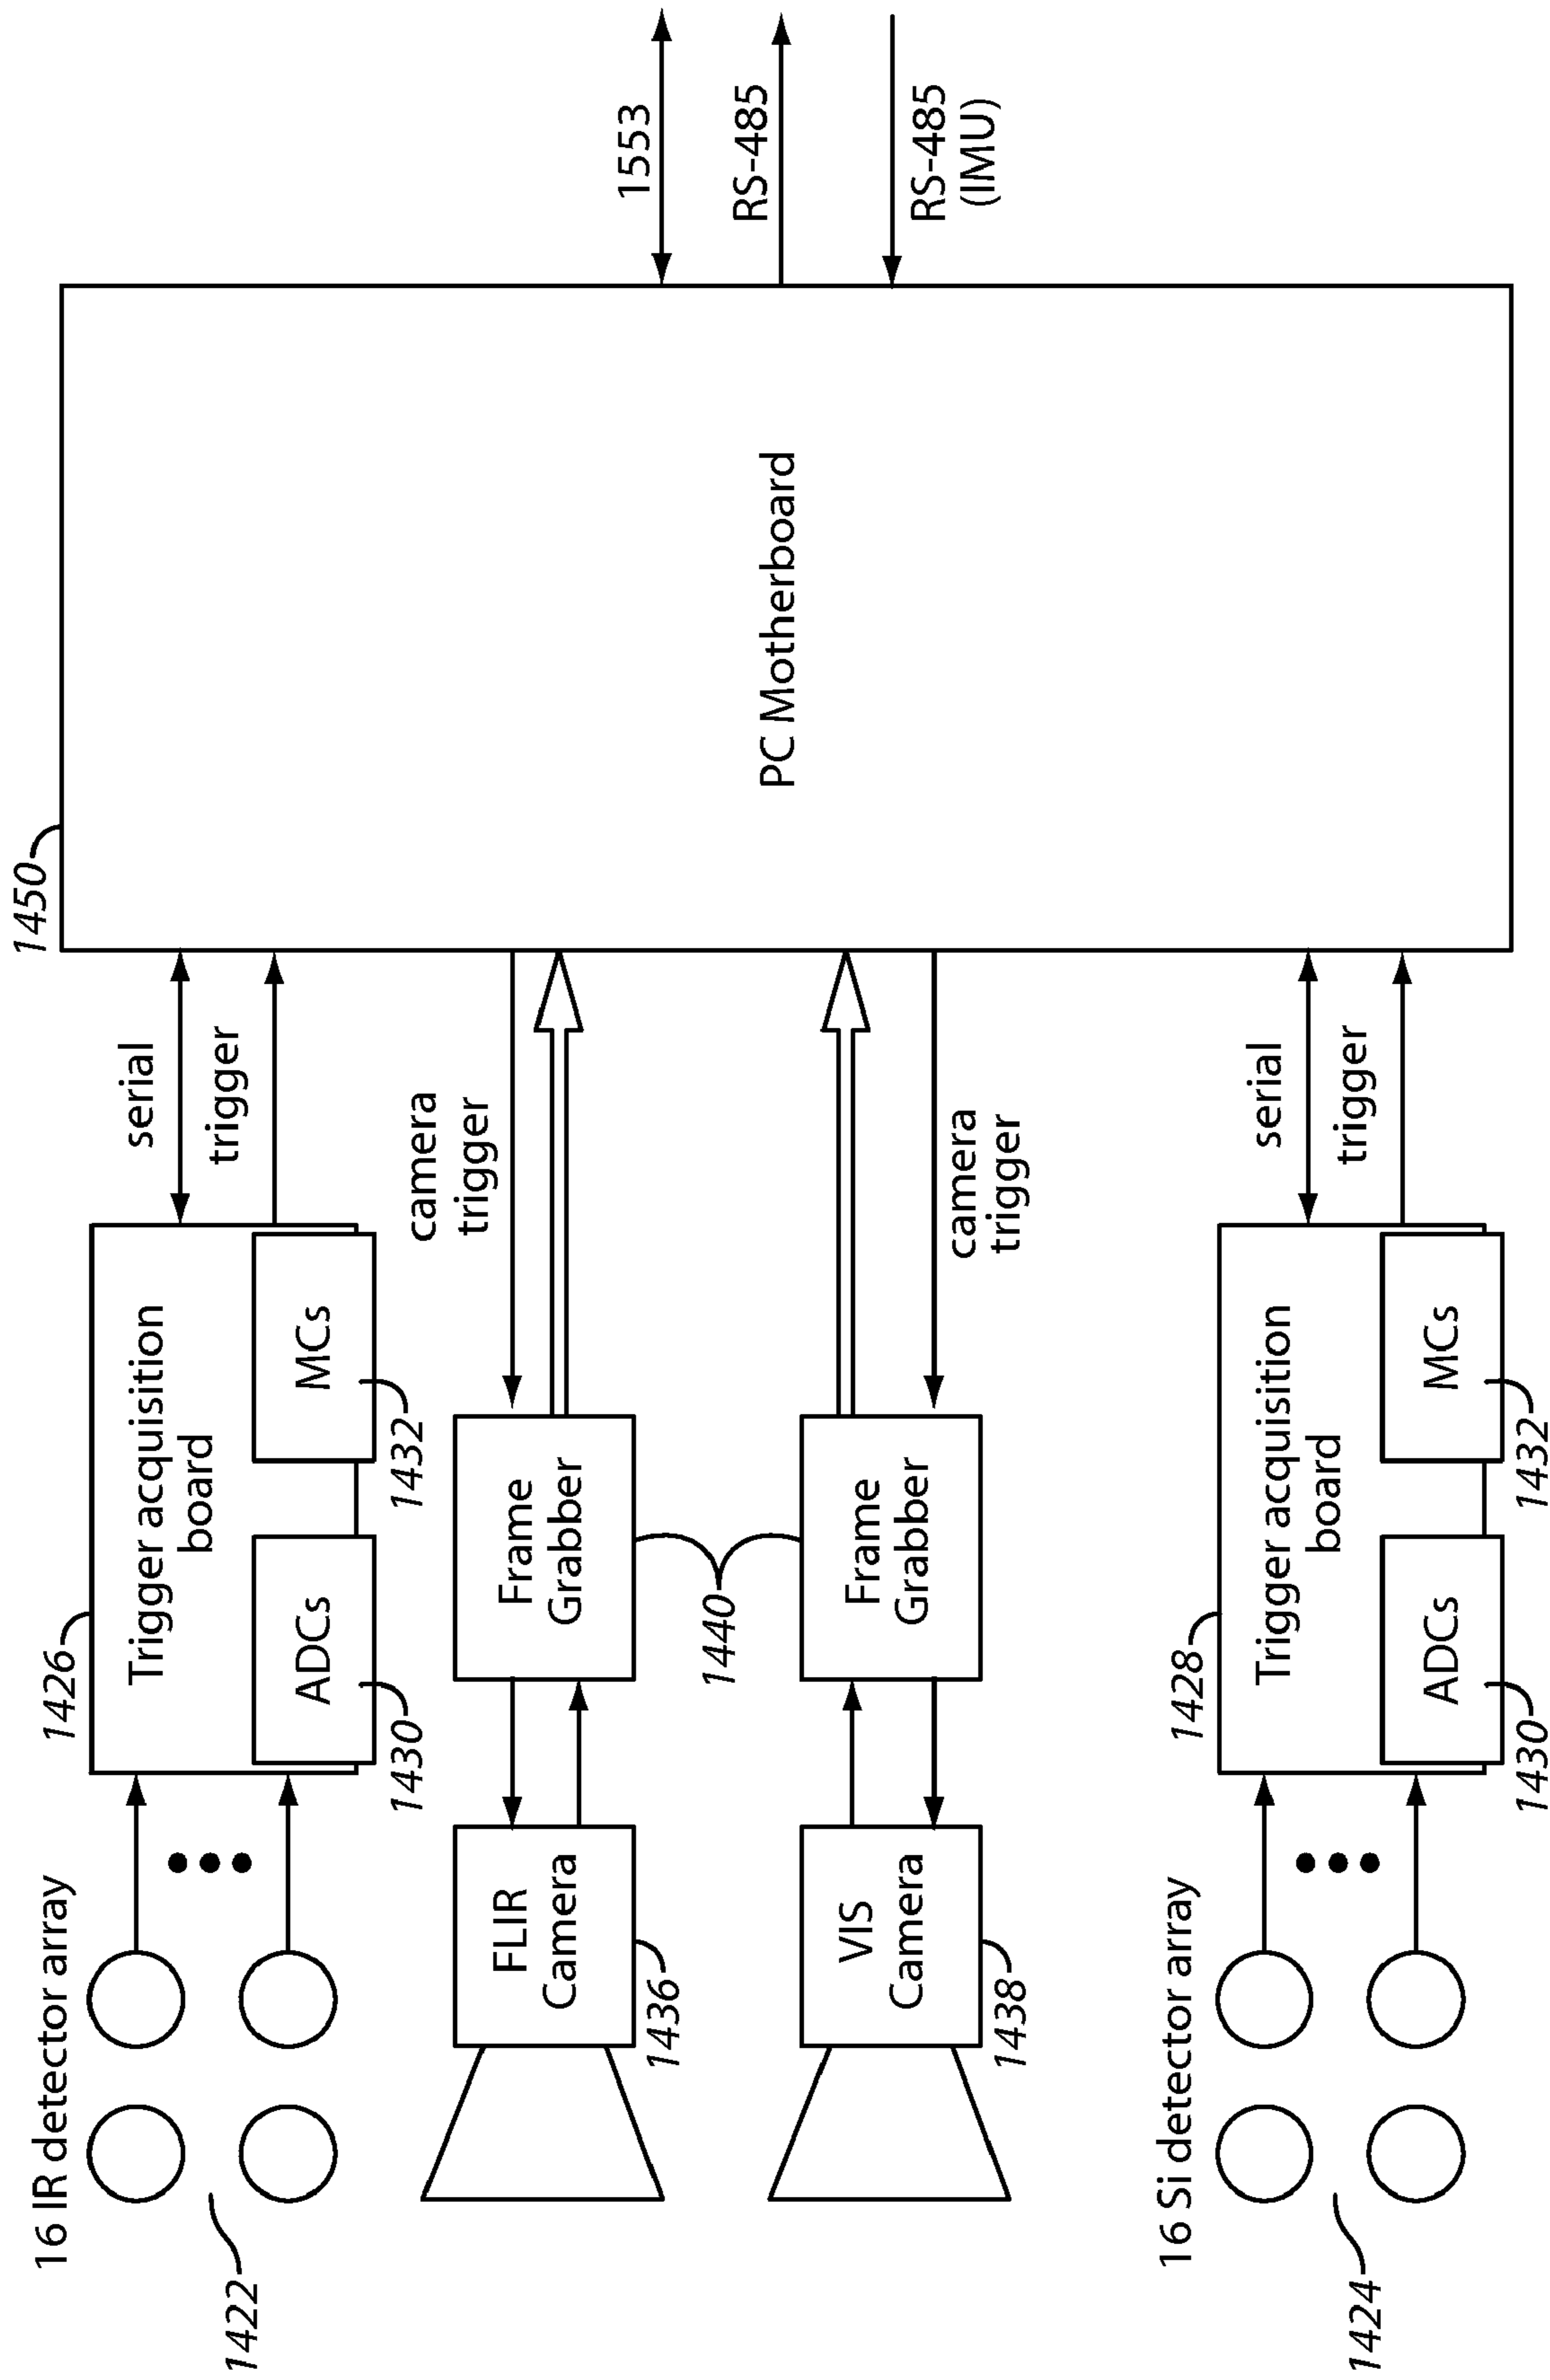 16 IR detector array
1422
1426
Trigger acquisition
board
ADCs
1430
MCs
1432
serial
trigger
1450
PC Motherboard
FLIR
Camera
1436
Frame
Grabber
camera
trigger
1440
VIS
Camera
1438
Frame
Grabber
camera
trigger
1553
RS-485
RS-485
(IMU)
16 Si detector array
1424
1428
Trigger acquisition
board
ADCs
1430
MCs
1432
serial
trigger